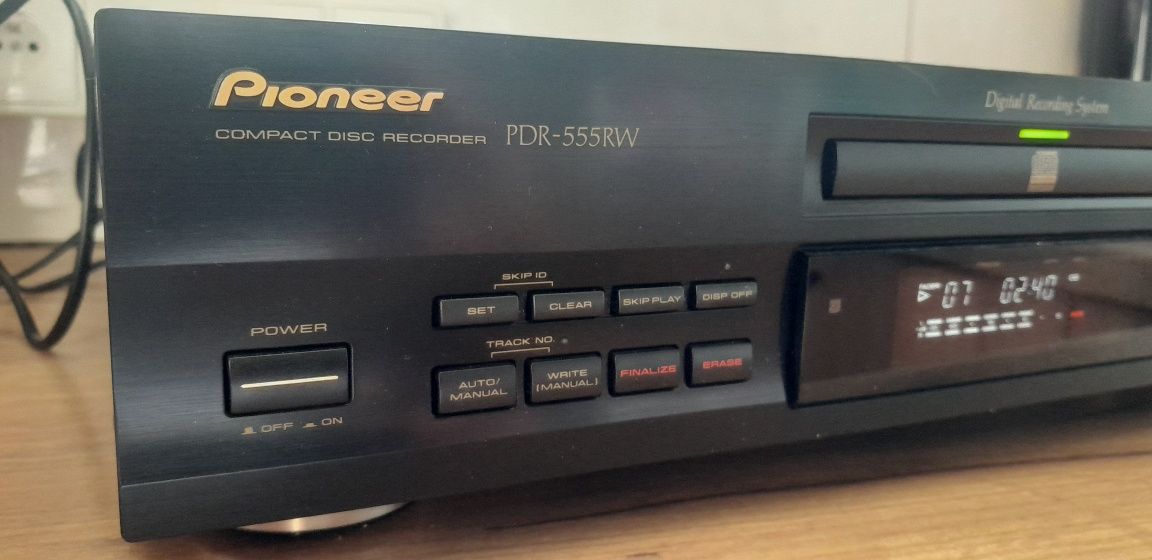 Pioneer
COMPACT DISC RECORDER PDR-555RW
Digital Recording System
SKIP ID
SET CLEAR SKIP PLAY DISP OFF
07 02:40
POWER
TRACK NO.
AUTO/ MANUAL
WRITE (MANUAL)
FINALIZE
ERASE
OFF ON